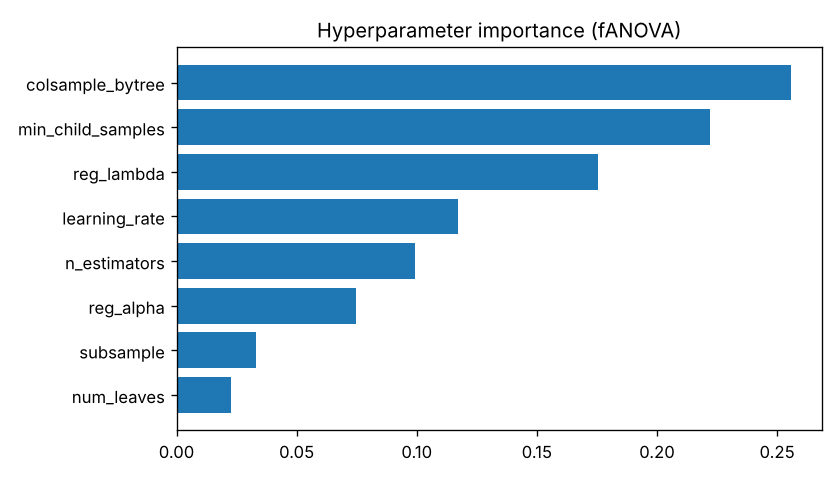 Hyperparameter importance (fANOVA)
colsample_bytree
min_child_samples
reg_lambda
learning_rate
n_estimators
reg_alpha
subsample
num_leaves
0.00 0.05 0.10 0.15 0.20 0.25